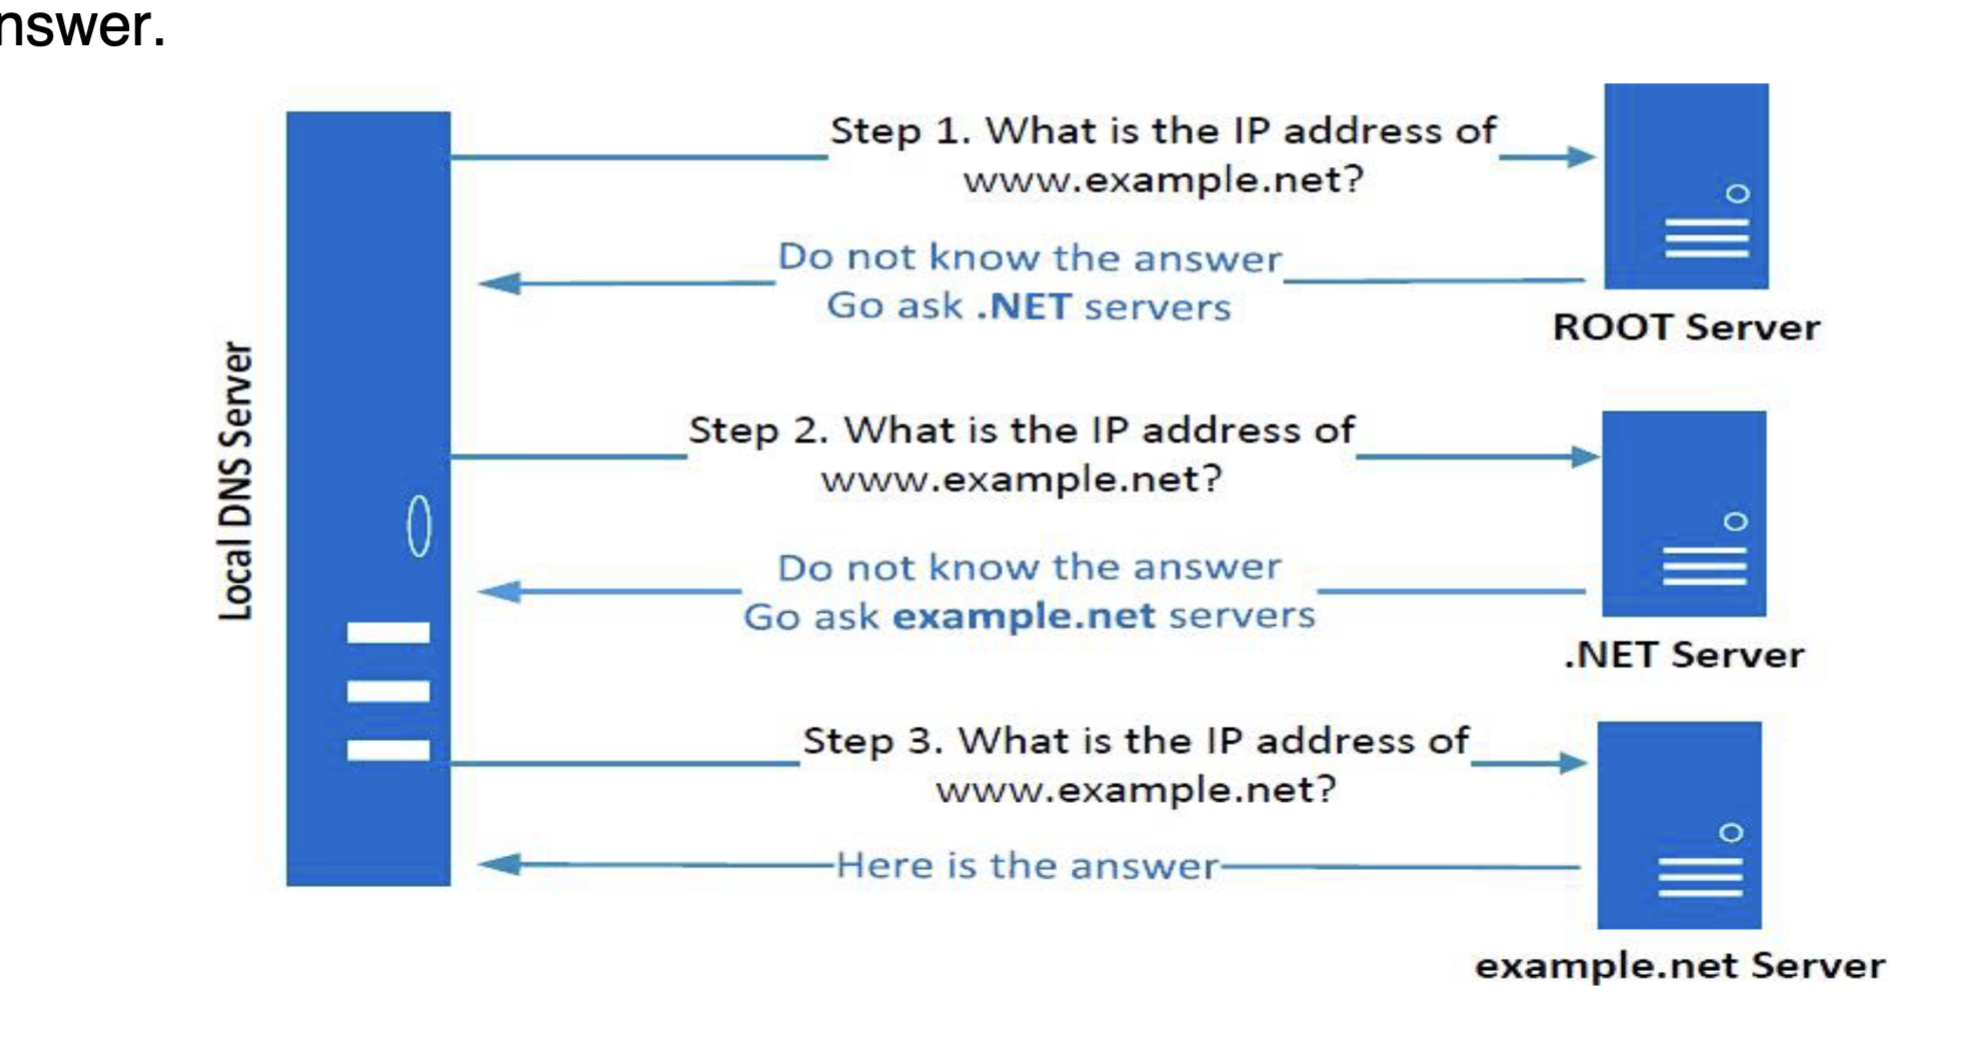 nswer.
Step 1. What is the IP address of
www.example.net?
Do not know the answer
Go ask .NET servers
ROOT Server
Local DNS Server
Step 2. What is the IP address of
www.example.net?
Do not know the answer
Go ask example.net servers
.NET Server
Step 3. What is the IP address of
www.example.net?
Here is the answer
example.net Server